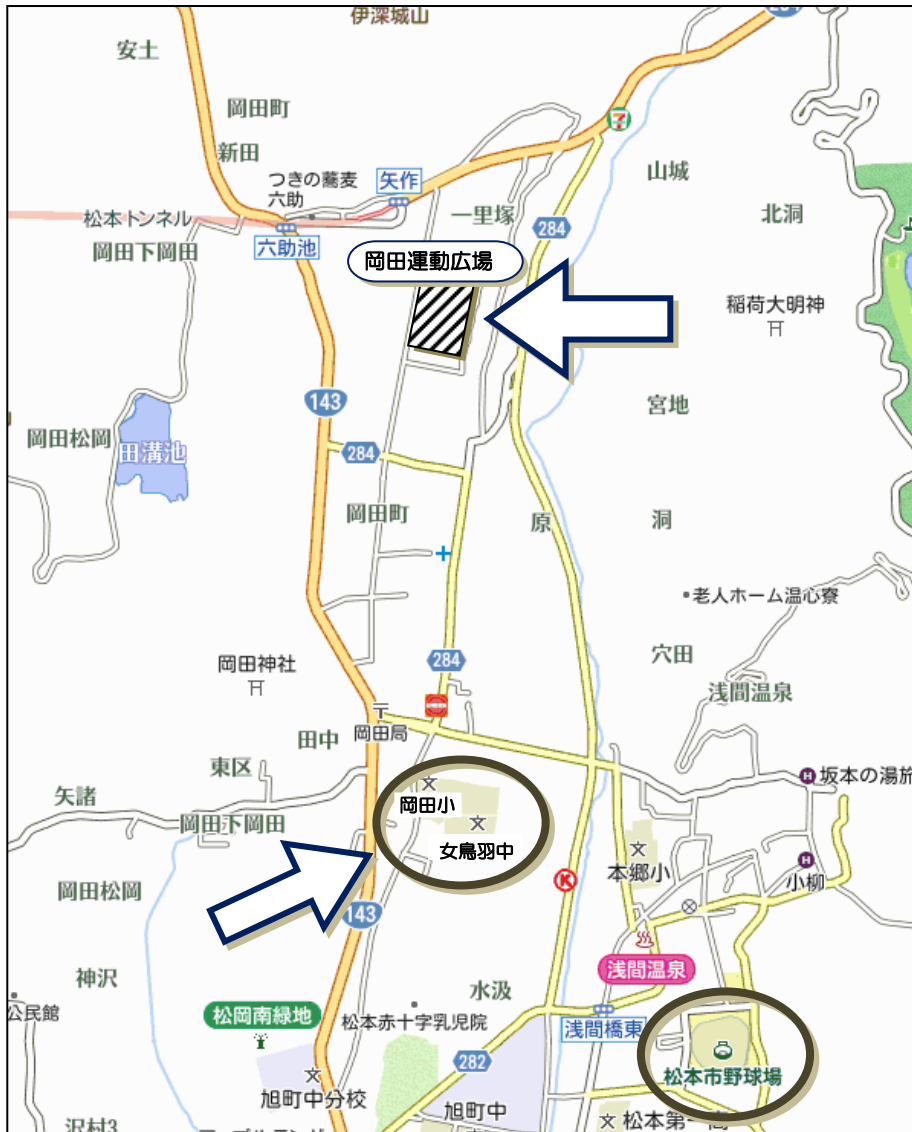 伊深城山
安土
岡田町
新田
山城
つきの蕎麦
六助
矢作
一里塚
北洞
松本トンネル
284
岡田下岡田
六助池
岡田運動広場
稲荷大明神
143
宮地
岡田松岡
田溝池
284
岡田町
原
洞
老人ホーム温心寮
穴田
岡田神社
284
浅間温泉
岡田局
田中
東区
坂本の湯旅
矢諸
岡田小
岡田下岡田
女鳥羽中
本郷小
小柳
岡田松岡
143
浅間温泉
神沢
水汲
公民館
松岡南緑地
松本赤十字乳児院
浅間橋東
282
松本市野球場
旭町中分校
旭町中
沢村3
松本第一高